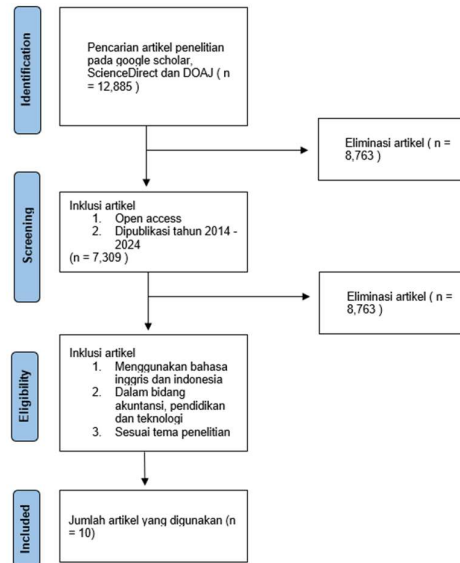 Identification
Pencarian artikel penelitian
pada google scholar,
ScienceDirect dan DOAJ ( n
= 12,885 )
Eliminasi artikel ( n =
8,763 )
Screening
Inklusi artikel
1. Open access
2. Dipublikasi tahun 2014 -
2024
(n = 7,309 )
Eliminasi artikel ( n =
8,763 )
Eligibility
Inklusi artikel
1. Menggunakan bahasa
inggris dan indonesia
2. Dalam bidang
akuntansi, pendidikan
dan teknologi
3. Sesuai tema penelitian
Included
Jumlah artikel yang digunakan (n
= 10)